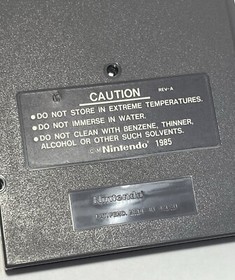 CAUTION REV-A
●DO NOT STORE IN EXTREME TEMPERATURES.
●DO NOT IMMERSE IN WATER.
●DO NOT CLEAN WITH BENZENE, THINNER,
ALCOHOL OR OTHER SUCH SOLVENTS.
Nintendo 1985
Nintendo